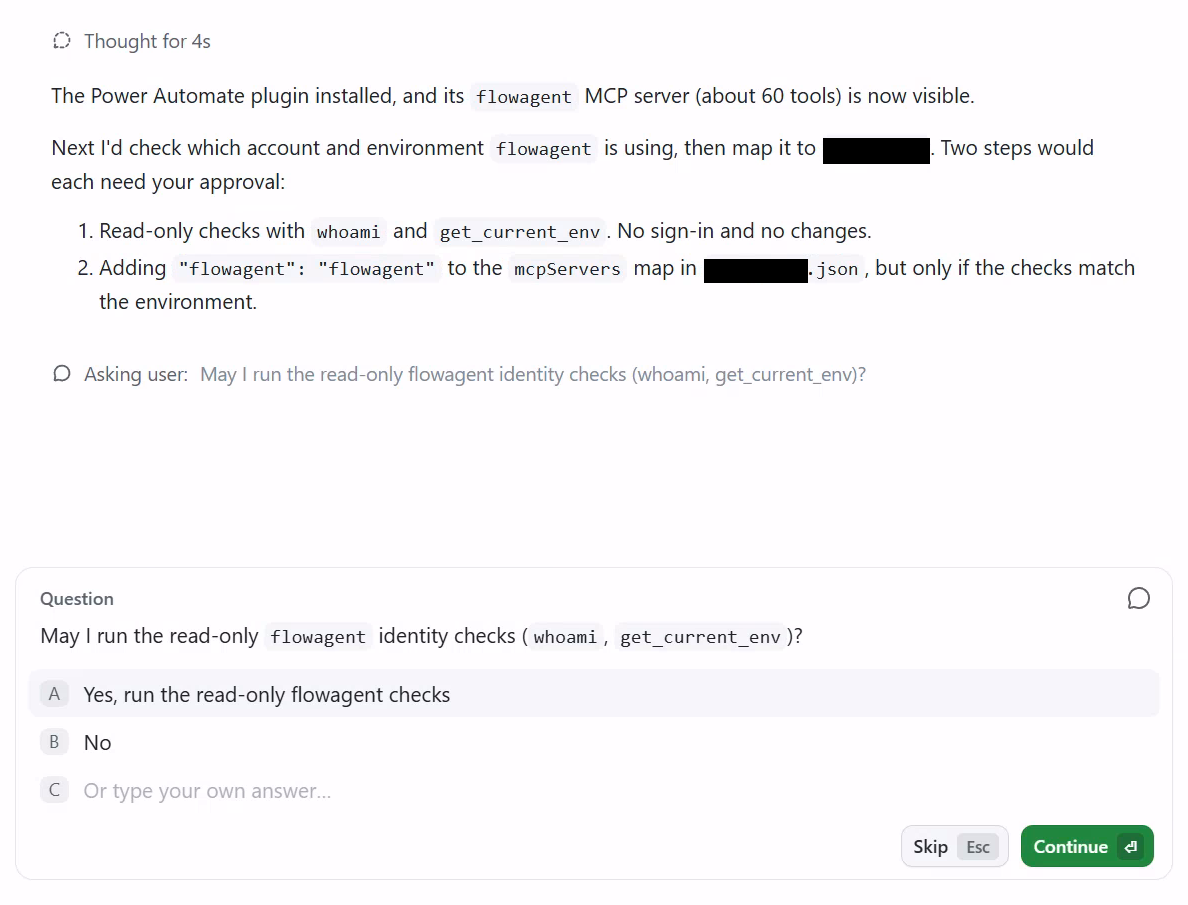 Thought for 4s
The Power Automate plugin installed, and its flowagent MCP server (about 60 tools) is now visible.
Next I'd check which account and environment flowagent is using, then map it to . Two steps would
each need your approval:
1. Read-only checks with whoami and get_current_env. No sign-in and no changes.
2. Adding "flowagent": "flowagent" to the mcpServers map in .json, but only if the checks match
the environment.
Asking user: May I run the read-only flowagent identity checks (whoami, get_current_env)?
Question
May I run the read-only flowagent identity checks (whoami, get_current_env)?
A Yes, run the read-only flowagent checks
B No
C Or type your own answer...
Skip Esc Continue